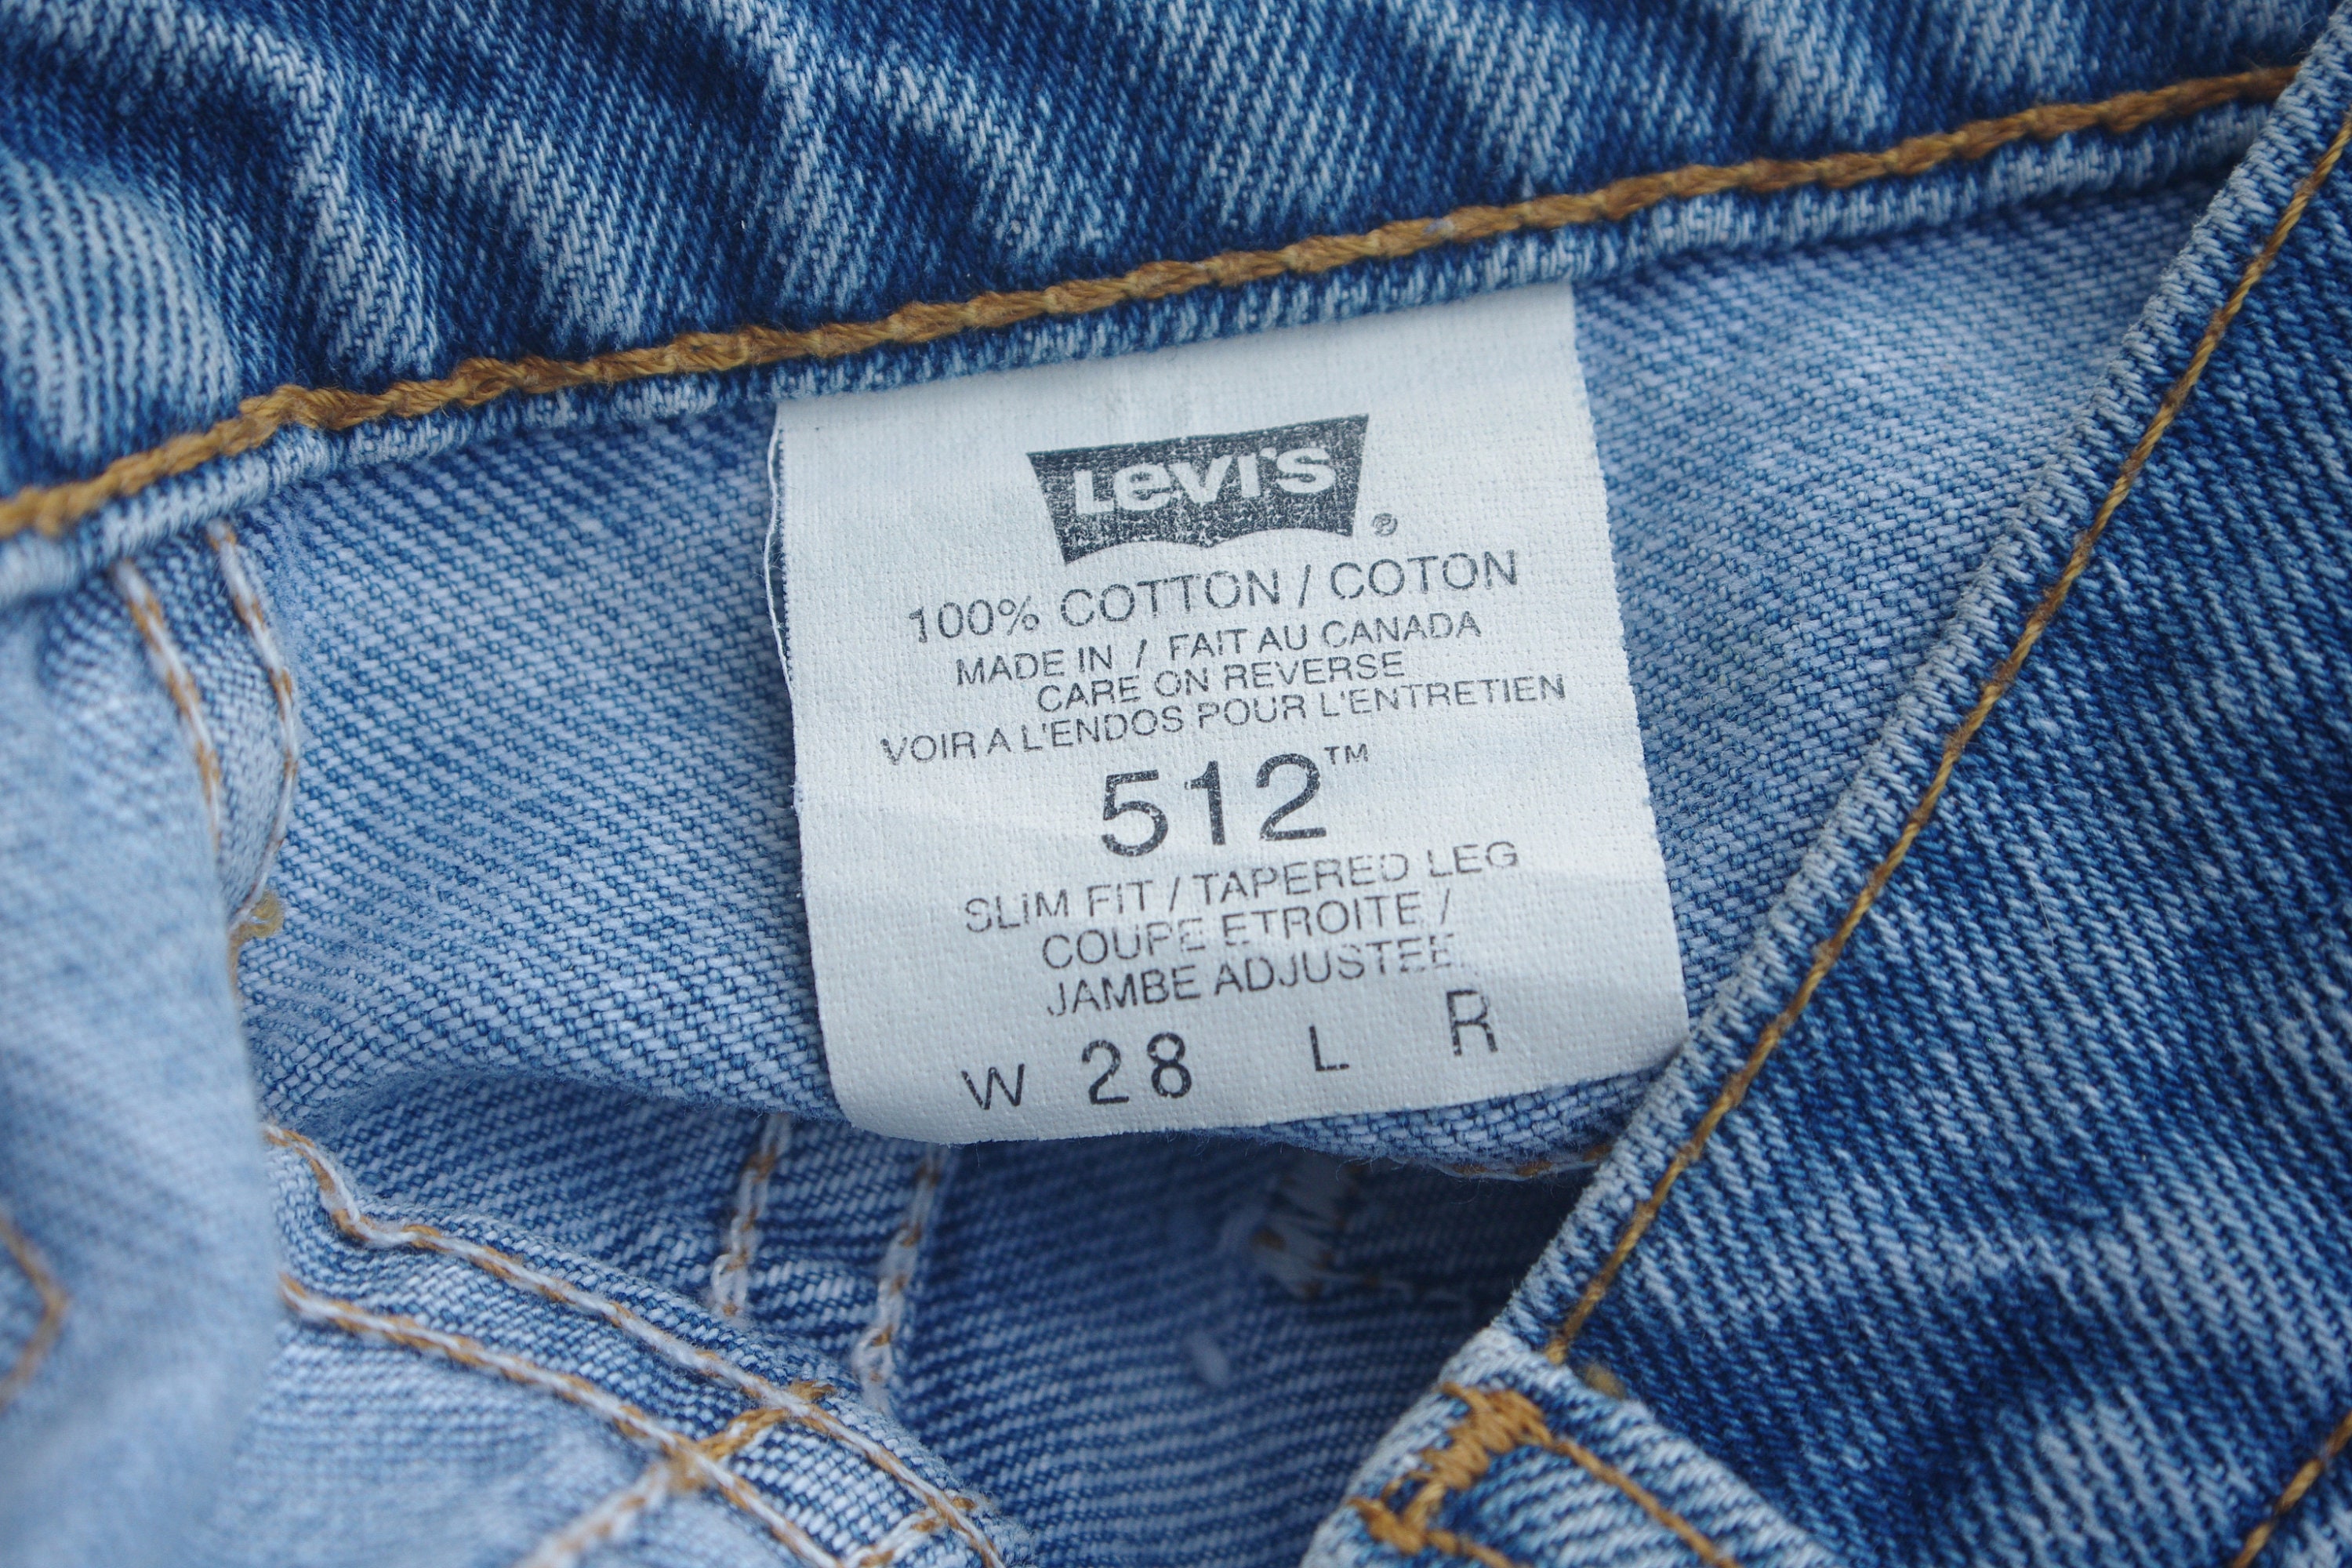 LEVI'S ®
100% COTTON / COTON
MADE IN / FAIT AU CANADA
CARE ON REVERSE
VOIR A L'ENDOS POUR L'ENTRETIEN
512™
SLIM FIT / TAPERED LEG
COUPE ETROITE /
JAMBE ADJUSTEE
W 28 L R